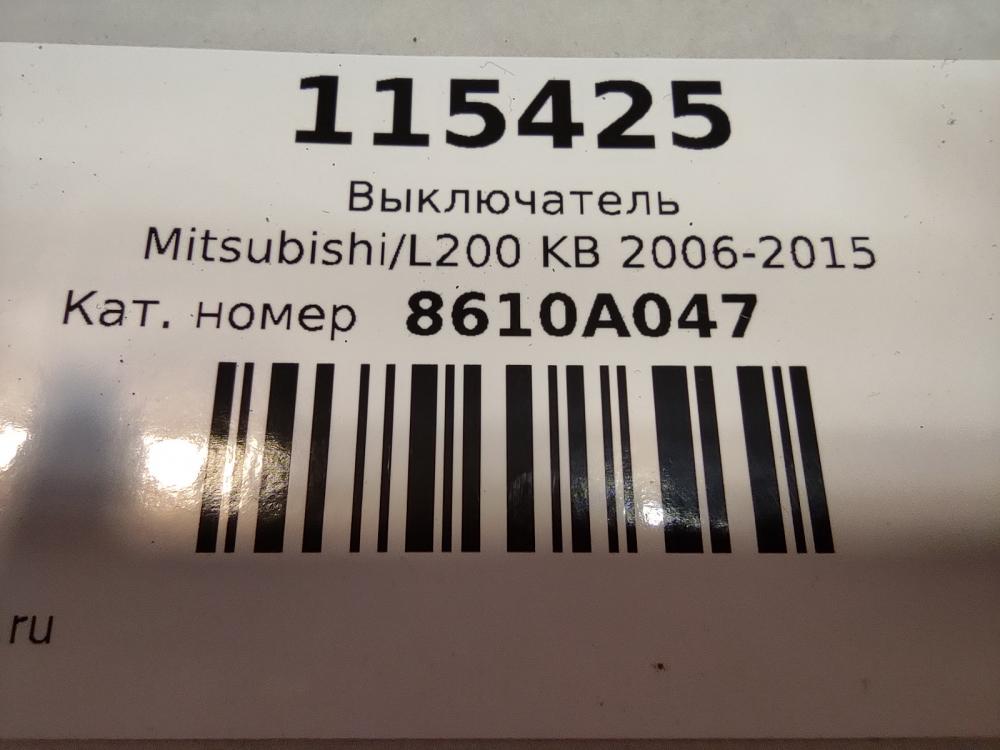 115425
Выключатель
Mitsubishi/L200 KB 2006-2015
Кат. номер 8610A047
ru